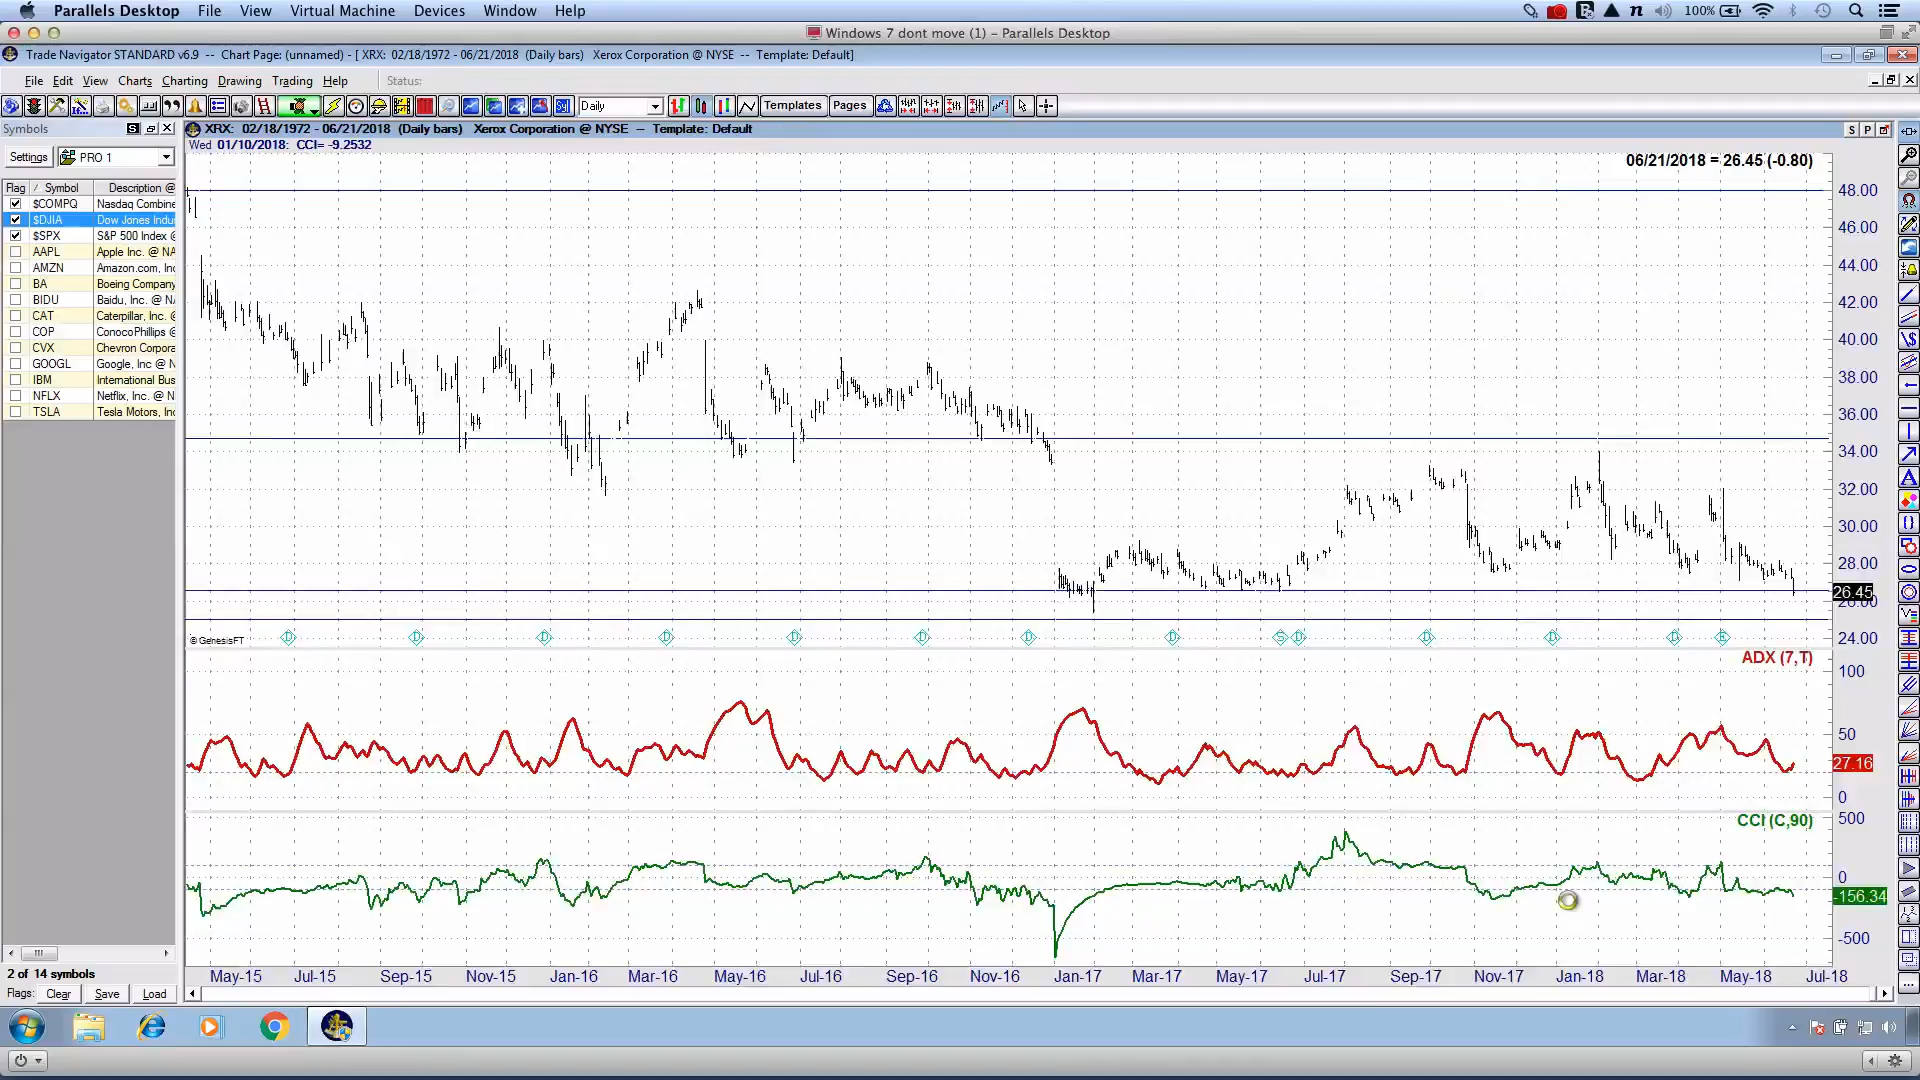 Parallels Desktop File View Virtual Machine Devices Window Help 100%
Windows 7 dont move (1) - Parallels Desktop
Trade Navigator STANDARD v6.9 -- Chart Page: (unnamed) - [ XRX: 02/18/1972 - 06/21/2018 (Daily bars) Xerox Corporation @ NYSE -- Template: Default]
File Edit View Charts Charting Drawing Trading Help Status:
Daily Templates Pages
Symbols S
XRX: 02/18/1972 - 06/21/2018 (Daily bars) Xerox Corporation @ NYSE -- Template: Default S P
Wed 01/10/2018: CCI= -9.2532
Settings PRO 1
06/21/2018 = 26.45 (-0.80)
Flag Symbol Description @
$COMPQ Nasdaq Combine
$DJIA Dow Jones Indu
$SPX S&P 500 Index @
AAPL Apple Inc. @ NA
AMZN Amazon.com, Inc
BA Boeing Company
BIDU Baidu, Inc. @ NA
CAT Caterpillar, Inc. @
COP ConocoPhillips @
CVX Chevron Corpora
GOOGL Google, Inc @ N
IBM International Bus
NFLX Netflix, Inc. @ N
TSLA Tesla Motors, Inc
48.00
46.00
44.00
42.00
40.00
38.00
36.00
34.00
32.00
30.00
28.00
26.45
26.00
24.00
© GenesisFT D D D D D D D D S D D D D E
ADX (7,T)
100
50
27.16
0
CCI (C,90)
500
0
-156.34
-500
May-15 Jul-15 Sep-15 Nov-15 Jan-16 Mar-16 May-16 Jul-16 Sep-16 Nov-16 Jan-17 Mar-17 May-17 Jul-17 Sep-17 Nov-17 Jan-18 Mar-18 May-18 Jul-18
2 of 14 symbols
Flags: Clear Save Load